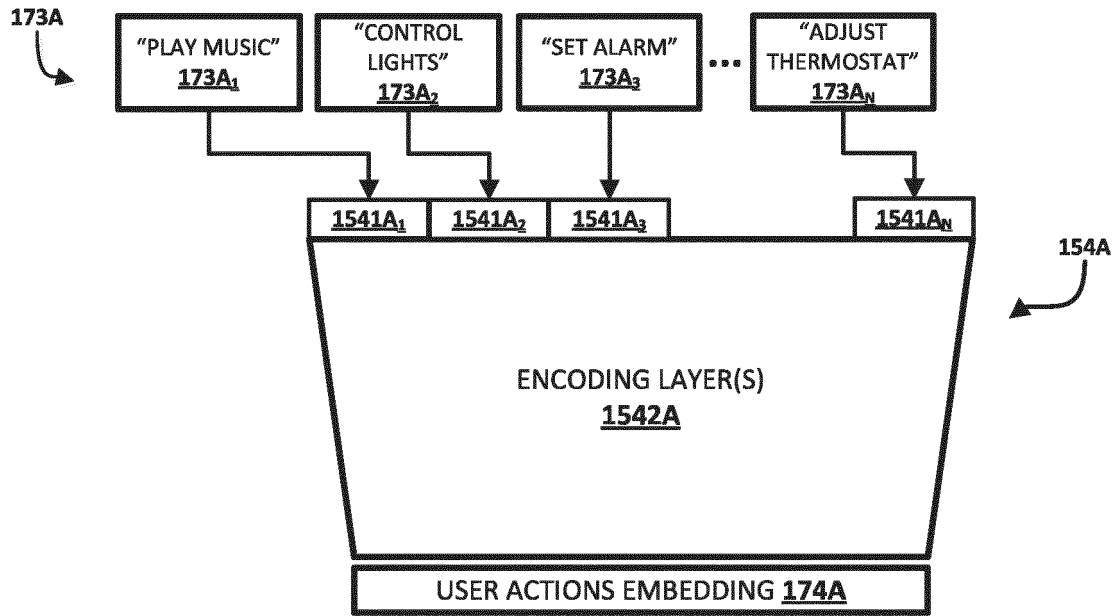 173A
“PLAY MUSIC”
173A1
“CONTROL
LIGHTS”
173A2
“SET ALARM”
173A3
...
“ADJUST
THERMOSTAT”
173AN
1541A1
1541A2
1541A3
1541AN
154A
ENCODING LAYER(S)
1542A
USER ACTIONS EMBEDDING 174A